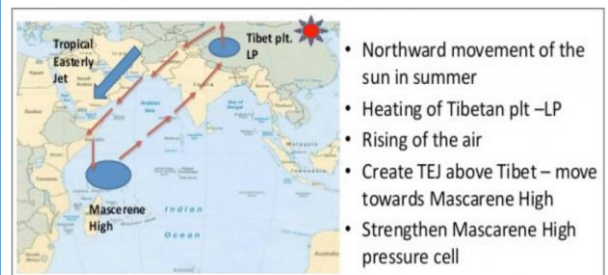 Tropical
Easterly
Jet
Tibet plt.
LP
Mascerene
High
Indian
Ocean
• Northward movement of the
sun in summer
• Heating of Tibetan plt –LP
• Rising of the air
• Create TEJ above Tibet – move
towards Mascarene High
• Strengthen Mascarene High
pressure cell